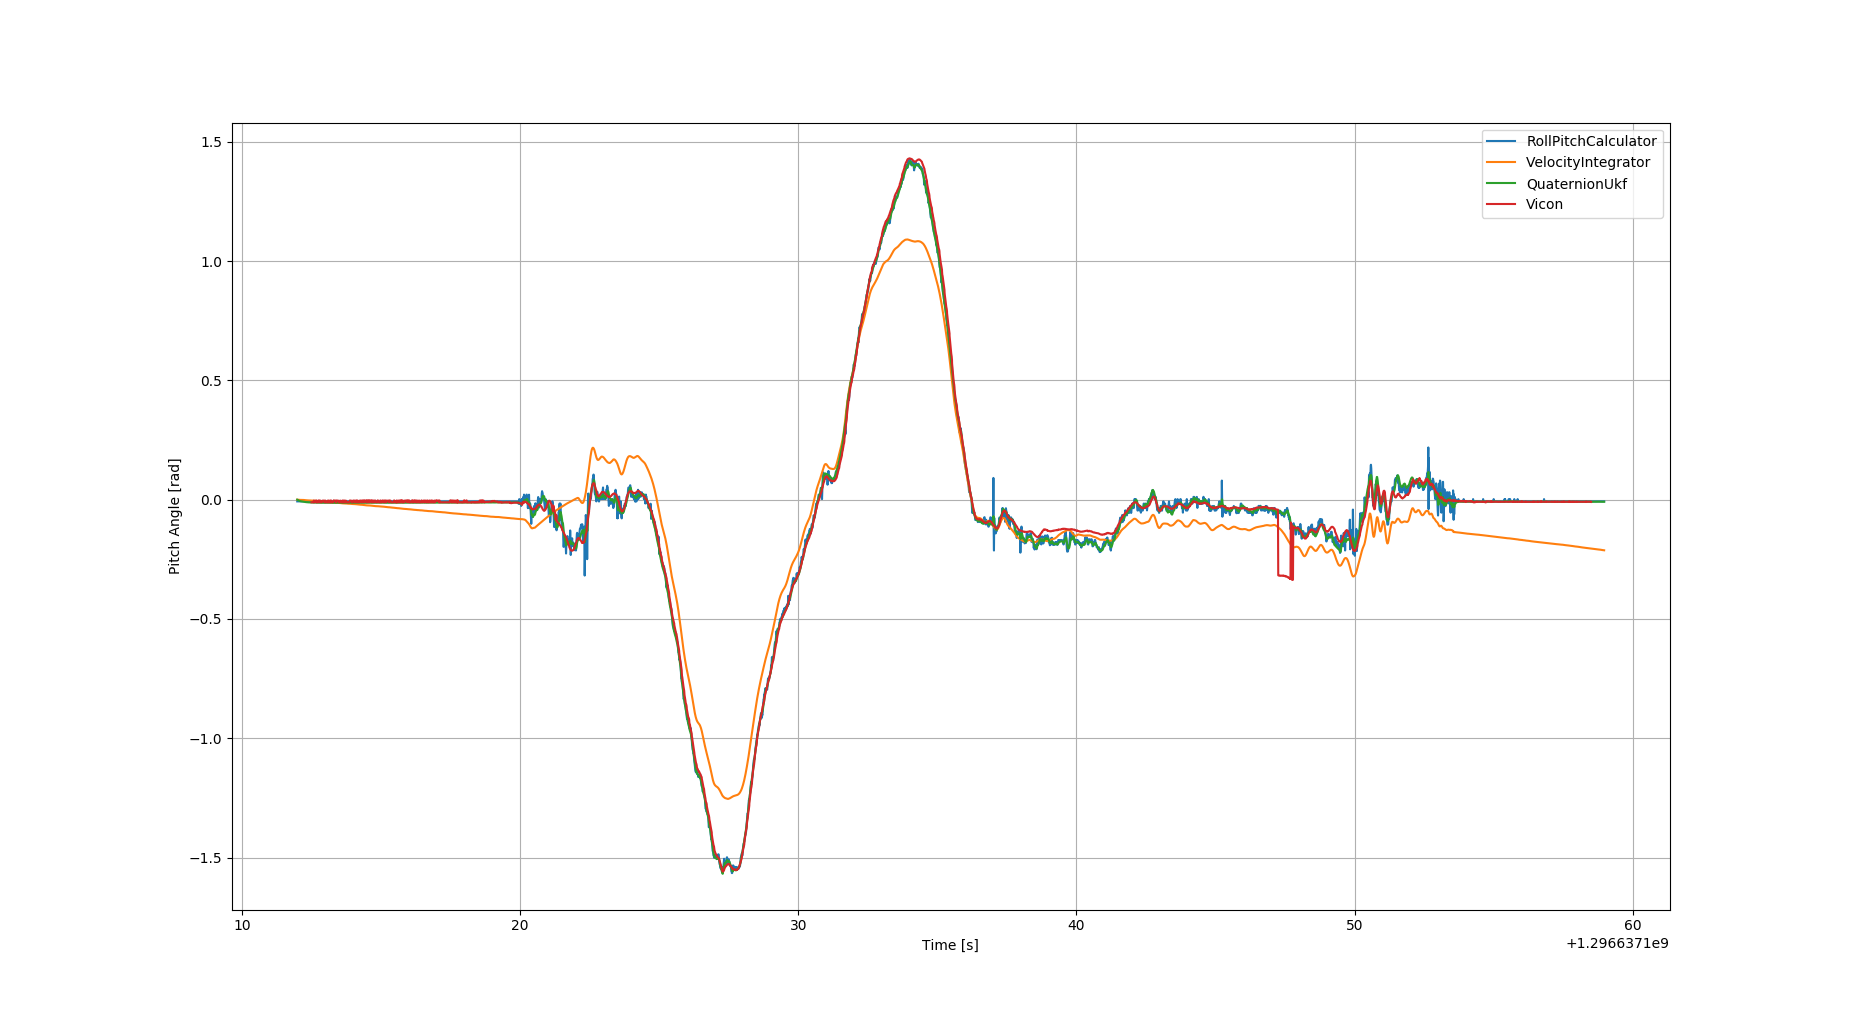 RollPitchCalculator
VelocityIntegrator
QuaternionUkf
Vicon
Pitch Angle [rad]
1.5
1.0
0.5
0.0
−0.5
−1.0
−1.5
10 20 30 40 50 60
Time [s]
+1.2966371e9